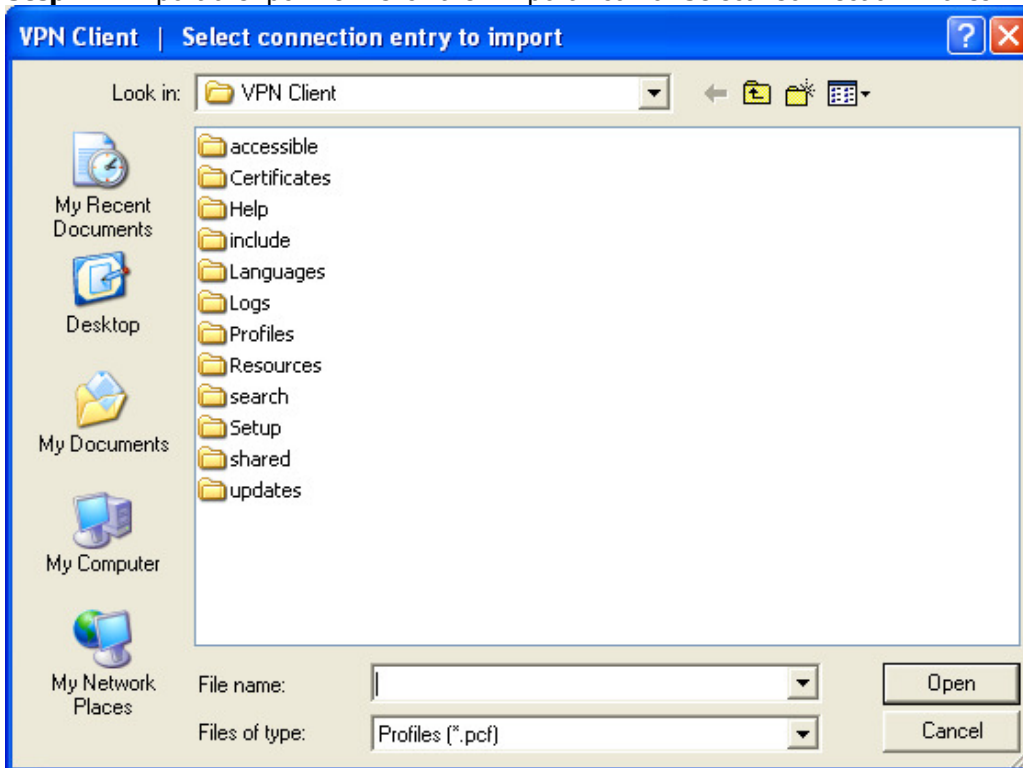 VPN Client | Select connection entry to import
Look in: VPN Client
My Recent
Documents
Desktop
My Documents
My Computer
My Network
Places
accessible
Certificates
Help
include
Languages
Logs
Profiles
Resources
search
Setup
shared
updates
File name:
Open
Files of type: Profiles (*.pcf)
Cancel